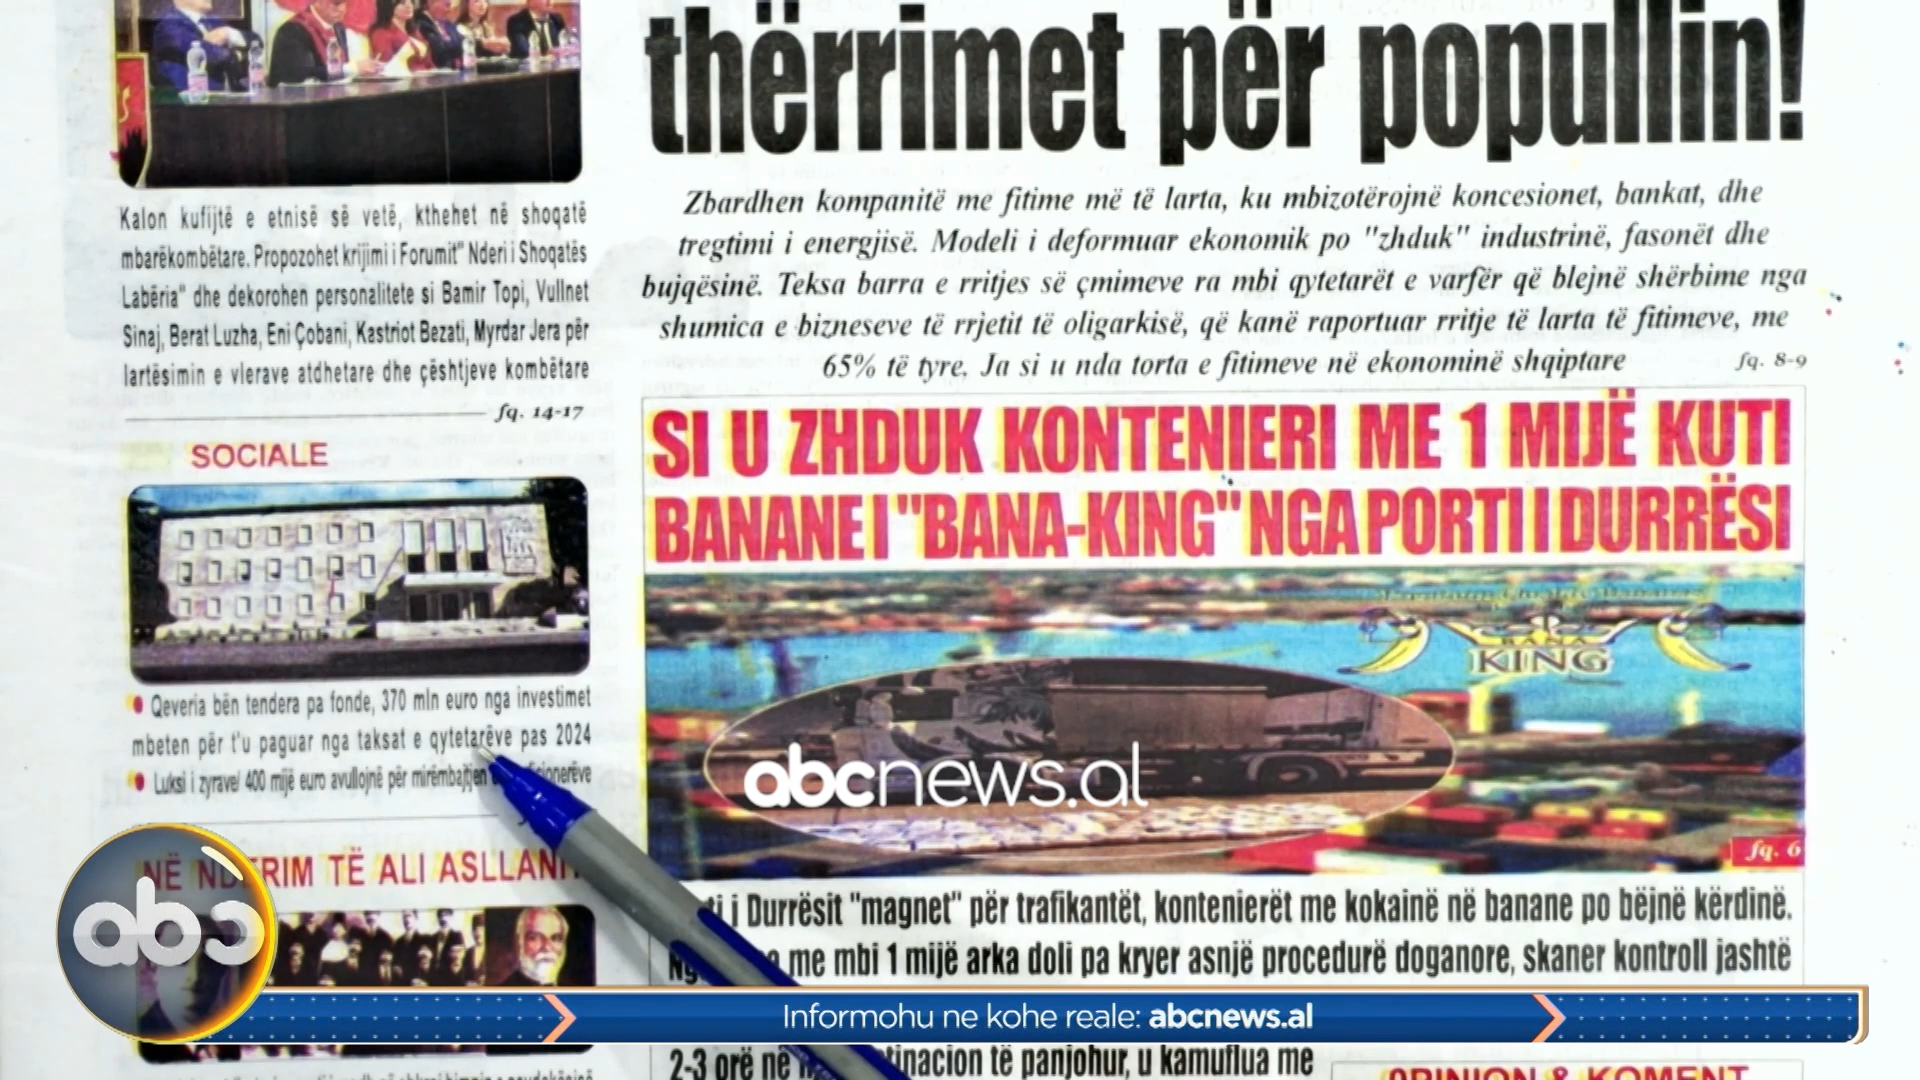 thërrimet për popullin!
Zbardhen kompanitë me fitime më të larta, ku mbizotërojnë koncesionet, bankat, dhe
tregtimi i energjisë. Modeli i deformuar ekonomik po "zhduk" industrinë, fasonët dhe
bujqësinë. Teksa barra e rritjes së çmimeve ra mbi qytetarët e varfër që blejnë shërbime nga
shumica e bizneseve të rrjetit të oligarkisë, që kanë raportuar rritje të larta të fitimeve, me
65% të tyre. Ja si u nda torta e fitimeve në ekonominë shqiptare fq. 8-9
Kalon kufijtë e etnisë së vetë, kthehet në shoqatë
mbarëkombëtare. Propozohet krijimi i Forumit" Nderi i Shoqatës
Labëria" dhe dekorohen personalitete si Bamir Topi, Vullnet
Sinaj, Berat Luzha, Eni Çobani, Kastriot Bezati, Myrdar Jera për
lartësimin e vlerave atdhetare dhe çështjeve kombëtare
fq. 14-17
SOCIALE
Qeveria bën tendera pa fonde, 370 mln euro nga investimet
mbeten për t'u paguar nga taksat e qytetarëve pas 2024
Luksi i zyrave! 400 mijë euro avullojnë për mirëmbajtjen
NË NDERIM TË ALI ASLLANIT
SI U ZHDUK KONTENIERI ME 1 MIJË KUTI
BANANE I "BANA-KING" NGA PORTI I DURRËSI
BANA
KING
abcnews.al
fq. 6
i Durrësit "magnet" për trafikantët, kontenierët me kokainë në banane po bëjnë kërdinë.
me mbi 1 mijë arka doli pa kryer asnjë procedurë doganore, skaner kontroll jashtë
abc
Informohu ne kohe reale: abcnews.al
2-3 orë në
të panjohur, u kamuflua me
OPINION & KOMENT